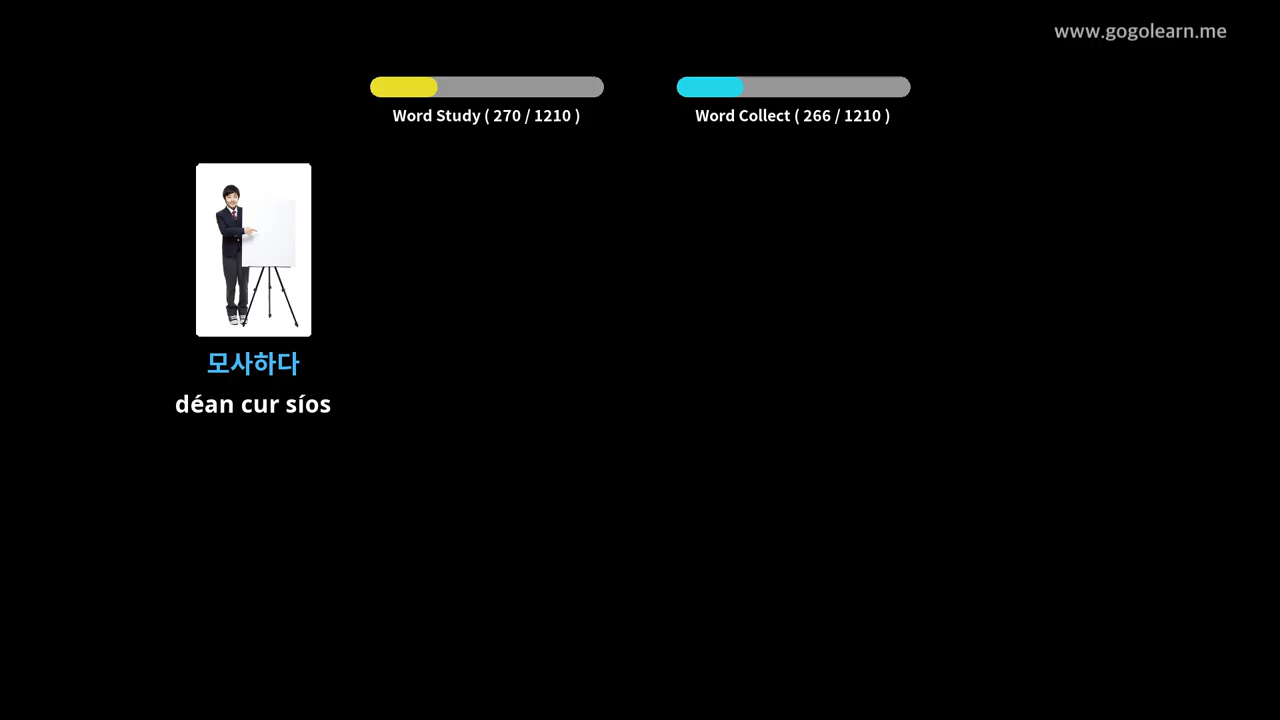 www.gogolearn.me
Word Study ( 270 / 1210 )
Word Collect ( 266 / 1210 )
모사하다
déan cur síos